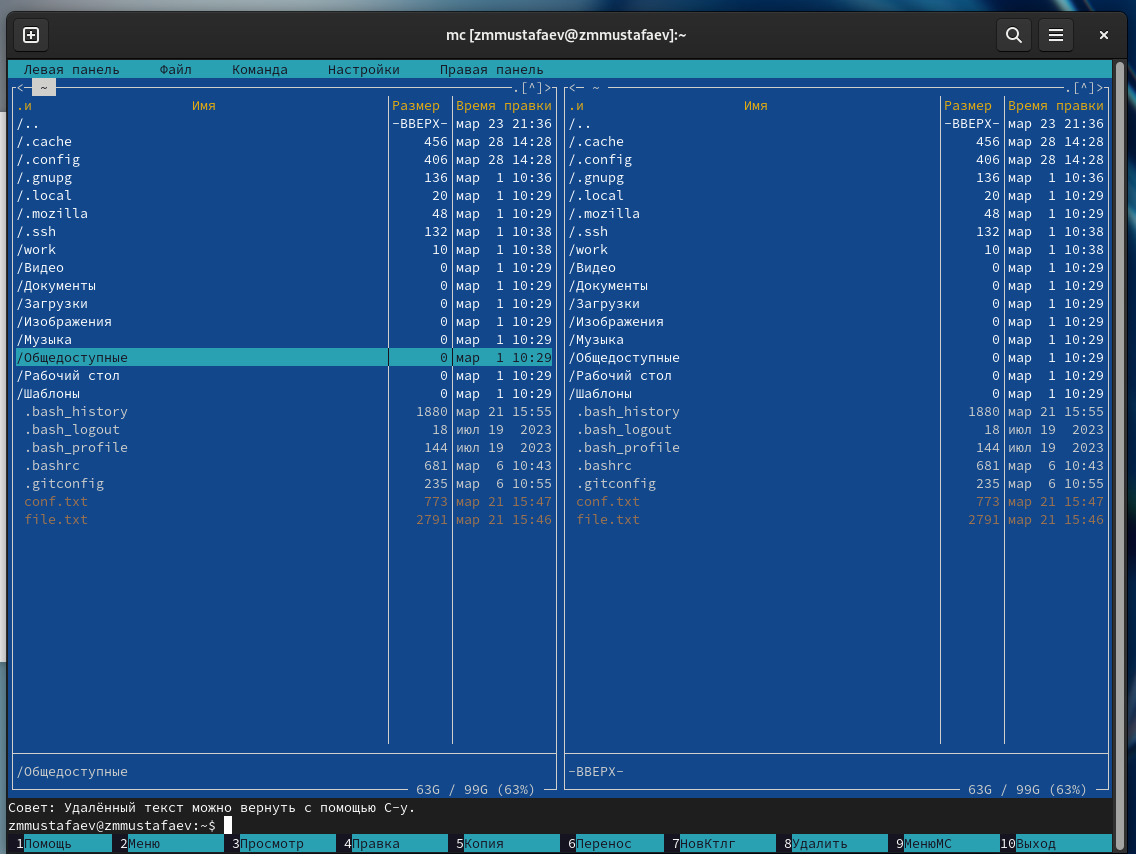 mc [zmmustafaev@zmmustafaev]:~
Левая панель Файл Команда Настройки Правая панель
<─ ~ .[^]> <─ ~ .[^]>
.и Имя Размер Время правки .и Имя Размер Время правки
/.. -ВВЕРХ- мар 23 21:36 /.. -ВВЕРХ- мар 23 21:36
/.cache 456 мар 28 14:28 /.cache 456 мар 28 14:28
/.config 406 мар 28 14:28 /.config 406 мар 28 14:28
/.gnupg 136 мар 1 10:36 /.gnupg 136 мар 1 10:36
/.local 20 мар 1 10:29 /.local 20 мар 1 10:29
/.mozilla 48 мар 1 10:29 /.mozilla 48 мар 1 10:29
/.ssh 132 мар 1 10:38 /.ssh 132 мар 1 10:38
/work 10 мар 1 10:38 /work 10 мар 1 10:38
/Видео 0 мар 1 10:29 /Видео 0 мар 1 10:29
/Документы 0 мар 1 10:29 /Документы 0 мар 1 10:29
/Загрузки 0 мар 1 10:29 /Загрузки 0 мар 1 10:29
/Изображения 0 мар 1 10:29 /Изображения 0 мар 1 10:29
/Музыка 0 мар 1 10:29 /Музыка 0 мар 1 10:29
/Общедоступные 0 мар 1 10:29 /Общедоступные 0 мар 1 10:29
/Рабочий стол 0 мар 1 10:29 /Рабочий стол 0 мар 1 10:29
/Шаблоны 0 мар 1 10:29 /Шаблоны 0 мар 1 10:29
.bash_history 1880 мар 21 15:55 .bash_history 1880 мар 21 15:55
.bash_logout 18 июл 19 2023 .bash_logout 18 июл 19 2023
.bash_profile 144 июл 19 2023 .bash_profile 144 июл 19 2023
.bashrc 681 мар 6 10:43 .bashrc 681 мар 6 10:43
.gitconfig 235 мар 6 10:55 .gitconfig 235 мар 6 10:55
conf.txt 773 мар 21 15:47 conf.txt 773 мар 21 15:47
file.txt 2791 мар 21 15:46 file.txt 2791 мар 21 15:46
/Общедоступные -ВВЕРХ-
63G / 99G (63%) 63G / 99G (63%)
Совет: Удалённый текст можно вернуть с помощью C-y.
zmmustafaev@zmmustafaev:~$
1Помощь 2Меню 3Просмотр 4Правка 5Копия 6Перенос 7НовКтлг 8Удалить 9МенюMC 10Выход